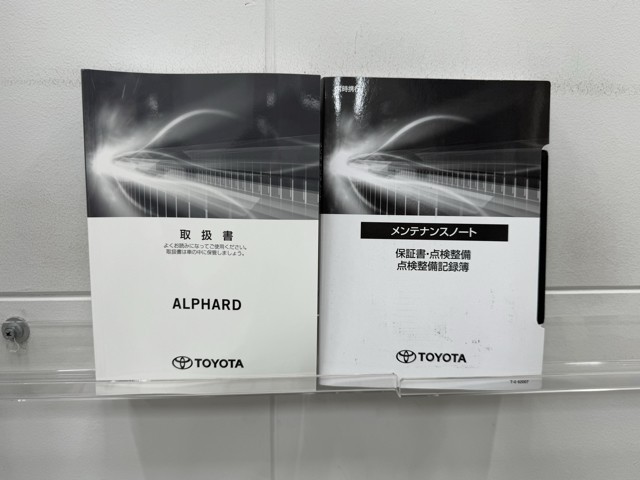 取扱書
よくお読みになってご使用ください。
取扱書は車の中に保管しましょう。
ALPHARD
TOYOTA
メンテナンスノート
保証書・点検整備
点検整備記録簿
TOYOTA